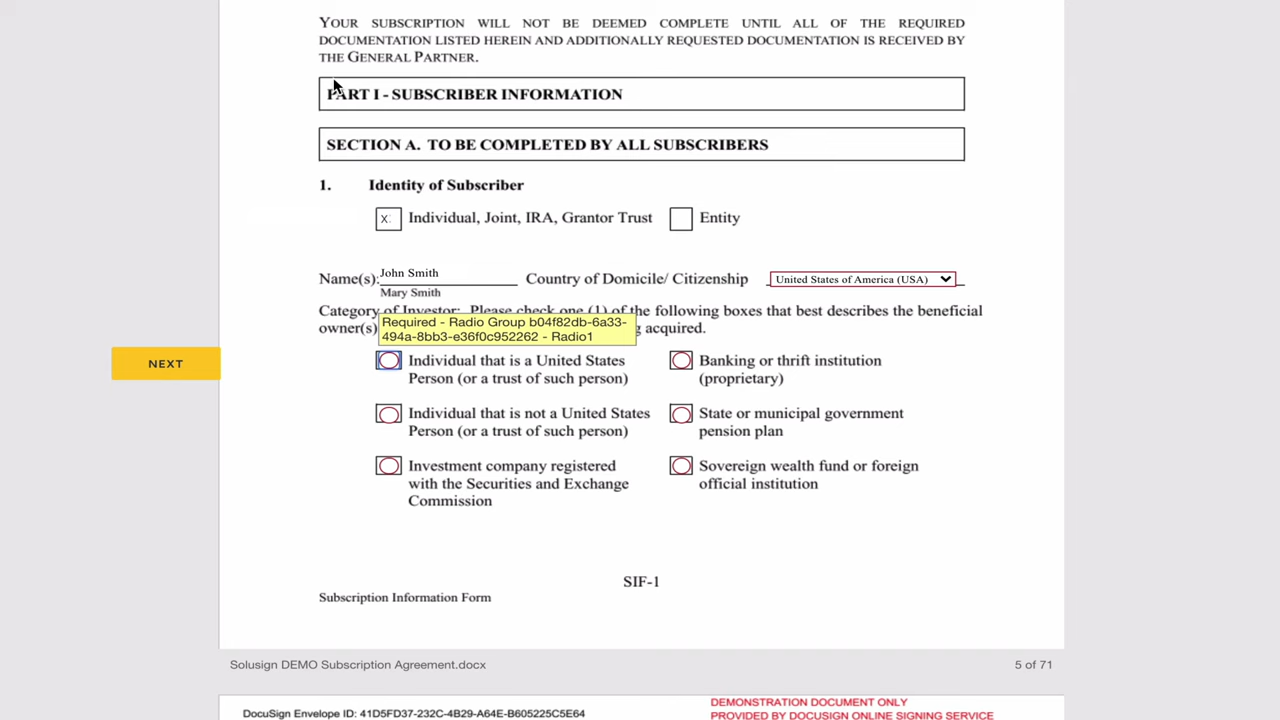 YOUR SUBSCRIPTION WILL NOT BE DEEMED COMPLETE UNTIL ALL OF THE REQUIRED
DOCUMENTATION LISTED HEREIN AND ADDITIONALLY REQUESTED DOCUMENTATION IS RECEIVED BY
THE GENERAL PARTNER.
PART I - SUBSCRIBER INFORMATION
SECTION A. TO BE COMPLETED BY ALL SUBSCRIBERS
1. Identity of Subscriber
x Individual, Joint, IRA, Grantor Trust Entity
Name(s): John Smith Country of Domicile/ Citizenship United States of America (USA)
Mary Smith
Category of Investor: Please check one (1) of the following boxes that best describes the beneficial
owner(s) acquired.
Required - Radio Group b04f82db-6a33-
494a-8bb3-e36f0c952262 - Radio1
NEXT
Individual that is a United States
Person (or a trust of such person)
Banking or thrift institution
(proprietary)
Individual that is not a United States
Person (or a trust of such person)
State or municipal government
pension plan
Investment company registered
with the Securities and Exchange
Commission
Sovereign wealth fund or foreign
official institution
SIF-1
Subscription Information Form
Solusign DEMO Subscription Agreement.docx 5 of 71
DocuSign Envelope ID: 41D5FD37-232C-4B29-A64E-B605225C5E64
DEMONSTRATION DOCUMENT ONLY
PROVIDED BY DOCUSIGN ONLINE SIGNING SERVICE